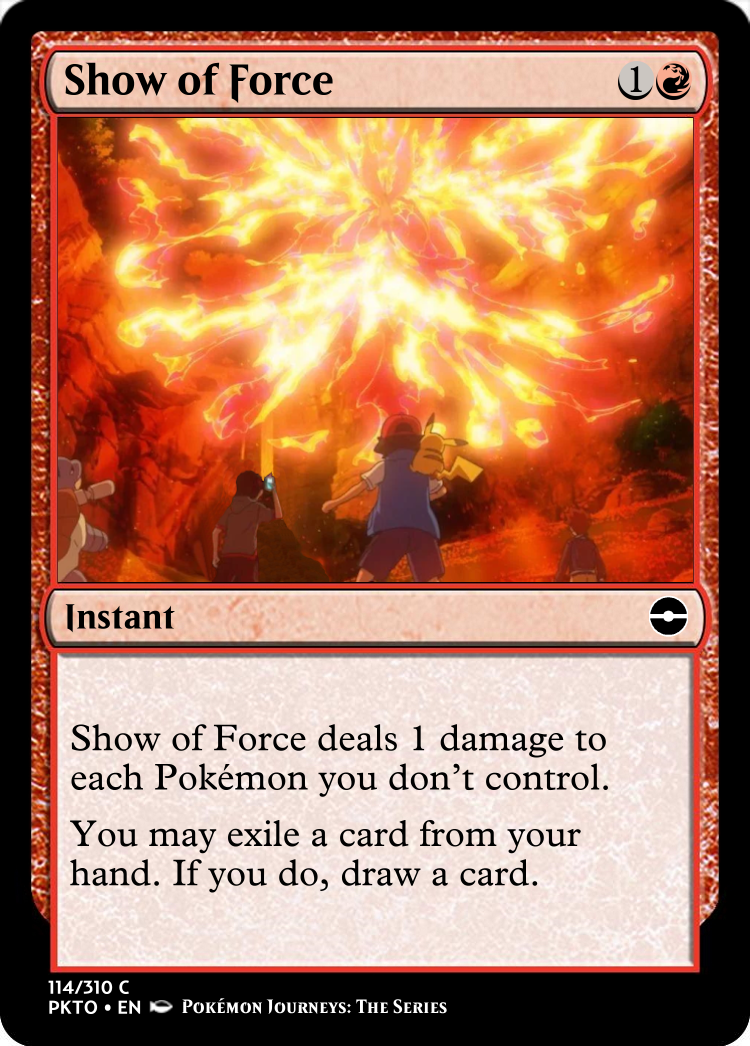 Show of Force 1
Instant
Show of Force deals 1 damage to
each Pokémon you don't control.
You may exile a card from your
hand. If you do, draw a card.
114/310 C
PKTO • EN Pokémon Journeys: The Series